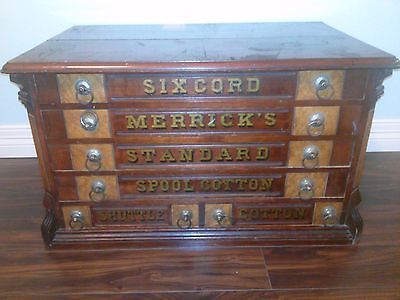 SIX CORD
MERRICK'S
STANDARD
SPOOL COTTON
SHUTTLE COTTON